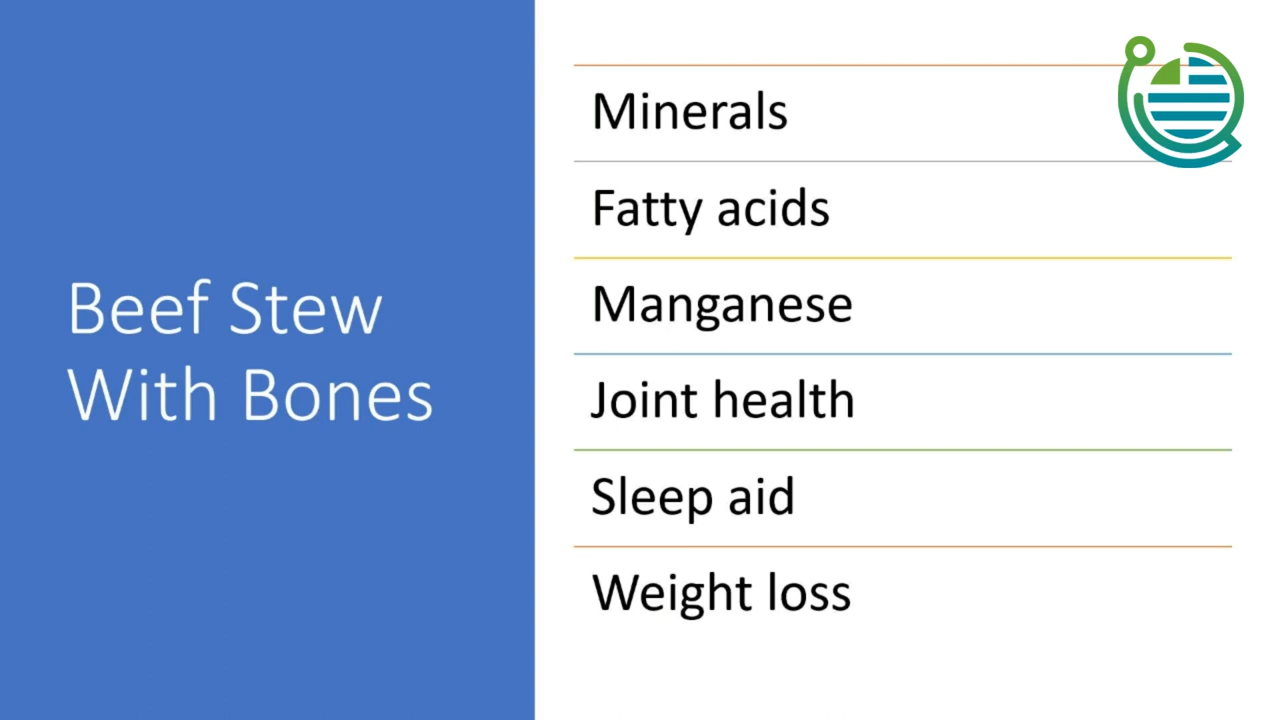 Beef Stew
With Bones
Minerals
Fatty acids
Manganese
Joint health
Sleep aid
Weight loss